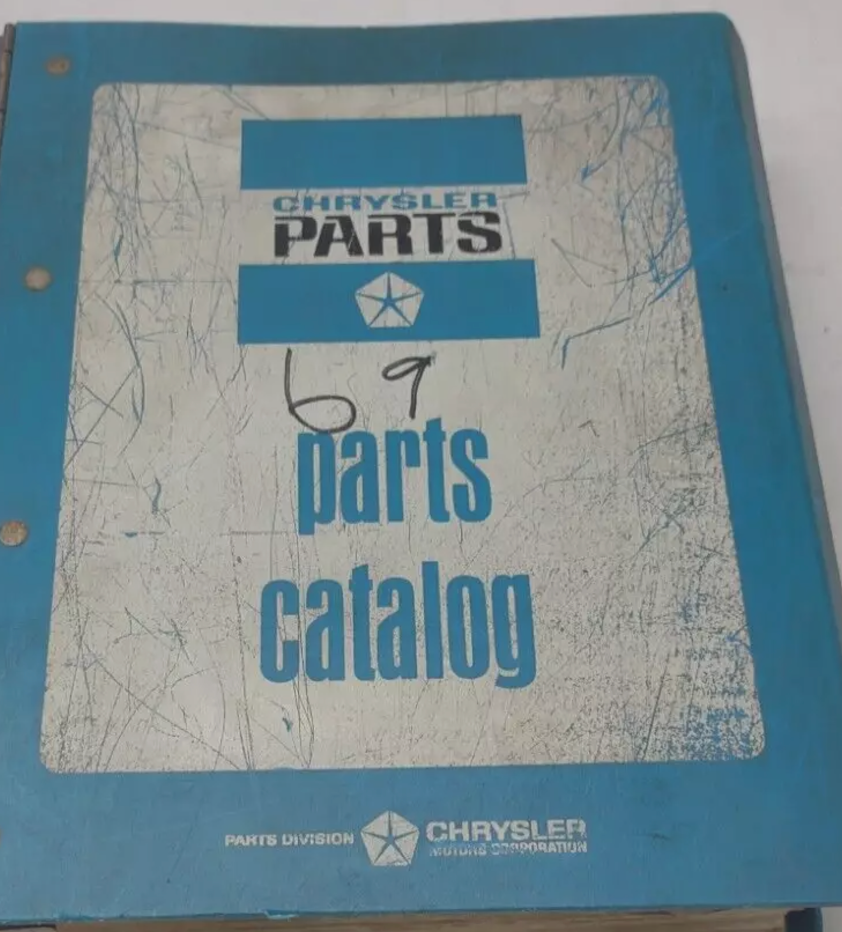 CHRYSLER
PARTS
69
parts
catalog
PARTS DIVISION CHRYSLER
MOTORS CORPORATION